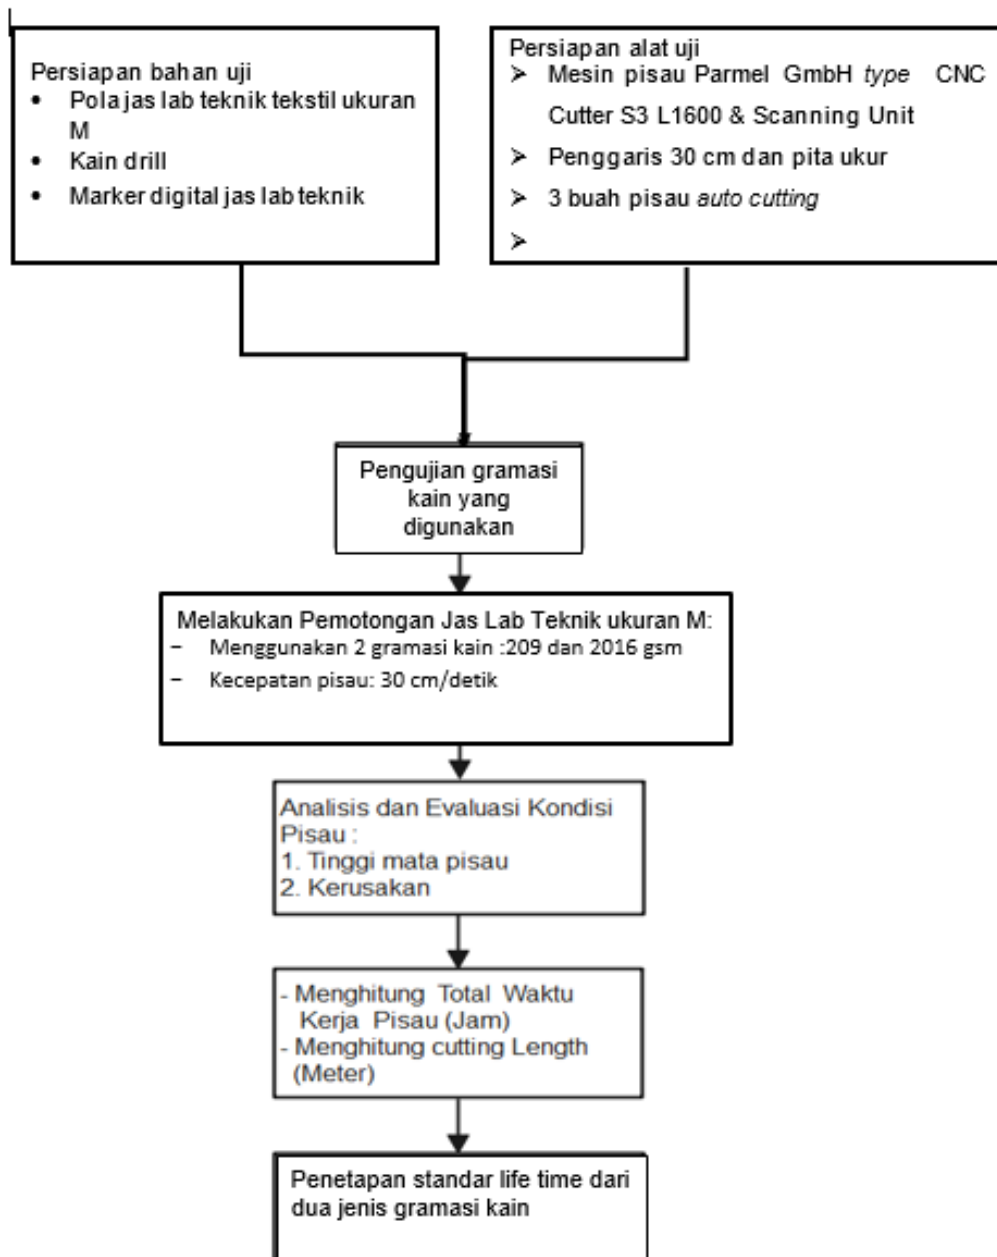 Persiapan bahan uji
• Pola jas lab teknik tekstil ukuran
M
• Kain drill
• Marker digital jas lab teknik
Persiapan alat uji
➢ Mesin pisau Parmel GmbH type CNC
Cutter S3 L1600 & Scanning Unit
➢ Penggaris 30 cm dan pita ukur
➢ 3 buah pisau auto cutting
➢
Pengujian gramasi
kain yang
digunakan
Melakukan Pemotongan Jas Lab Teknik ukuran M:
− Menggunakan 2 gramasi kain :209 dan 2016 gsm
− Kecepatan pisau: 30 cm/detik
Analisis dan Evaluasi Kondisi
Pisau :
1. Tinggi mata pisau
2. Kerusakan
- Menghitung Total Waktu
Kerja Pisau (Jam)
- Menghitung cutting Length
(Meter)
Penetapan standar life time dari
dua jenis gramasi kain